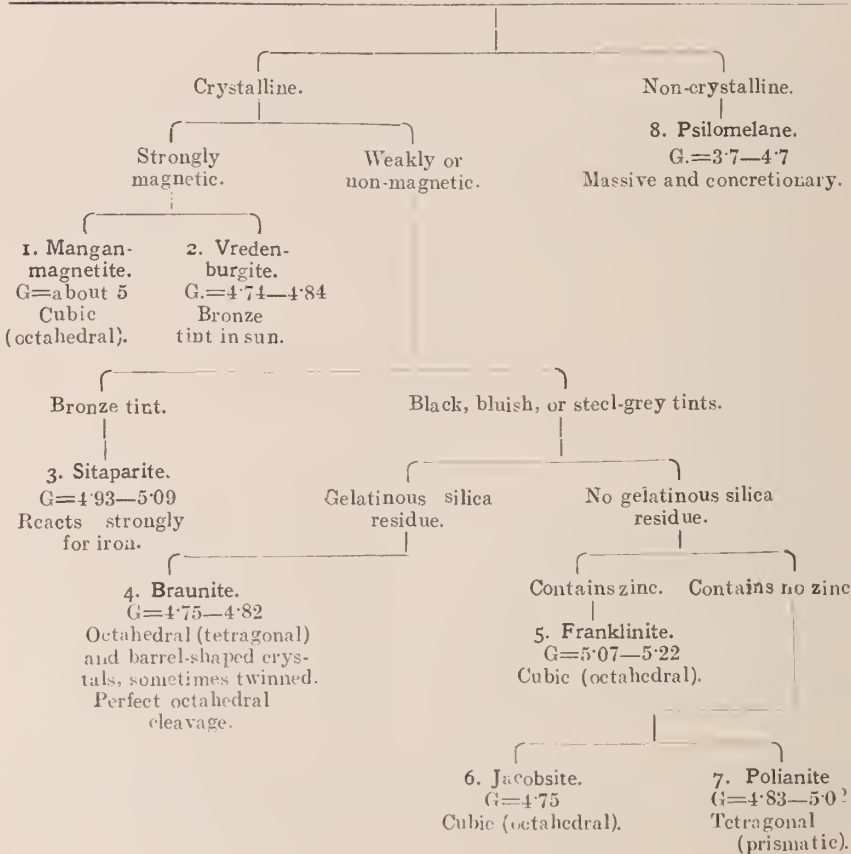 Crystalline.
Non-crystalline.
8. Psilomelane.
G.=3·7—4·7
Massive and concretionary.
Strongly
magnetic.
Weakly or
non-magnetic.
1. Mangan-
magnetite.
G=about 5
Cubic
(octahedral).
2. Vreden-
burgite.
G.=4·74—4·84
Bronze
tint in sun.
Bronze tint.
Black, bluish, or steel-grey tints.
3. Sitaparite.
G=4·93—5·09
Reacts strongly
for iron.
Gelatinous silica
residue.
No gelatinous silica
residue.
4. Braunite.
G=4·75—4·82
Octahedral (tetragonal)
and barrel-shaped crys-
tals, sometimes twinned.
Perfect octahedral
cleavage.
Contains zinc.
Contains no zinc
5. Franklinite.
G=5·07—5·22
Cubic (octahedral).
6. Jacobsite.
G=4·75
Cubic (octahedral).
7. Polianite
G=4·83—
Tetragonal
(prismatic).